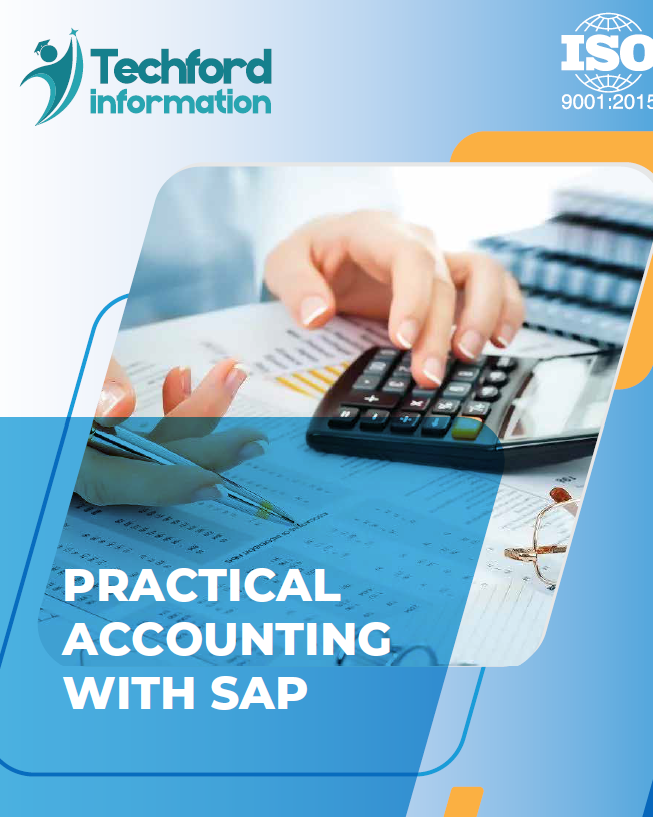 Techford
information
ISO
9001:2015
PRACTICAL
ACCOUNTING
WITH SAP